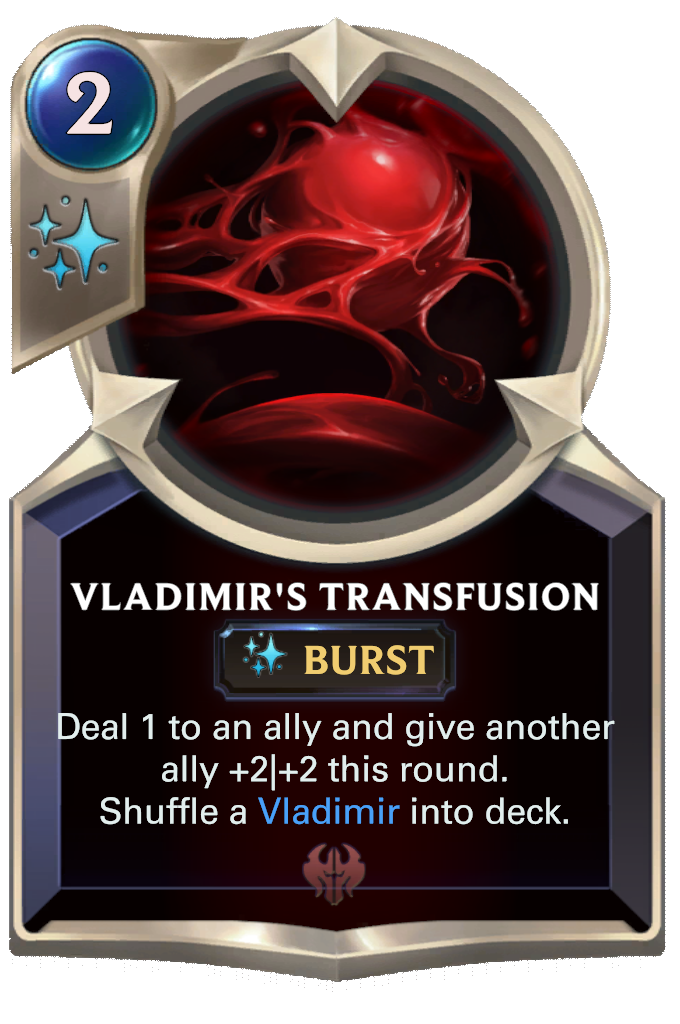 2
VLADIMIR'S TRANSFUSION
BURST
Deal 1 to an ally and give another
ally +2|+2 this round.
Shuffle a Vladimir into deck.